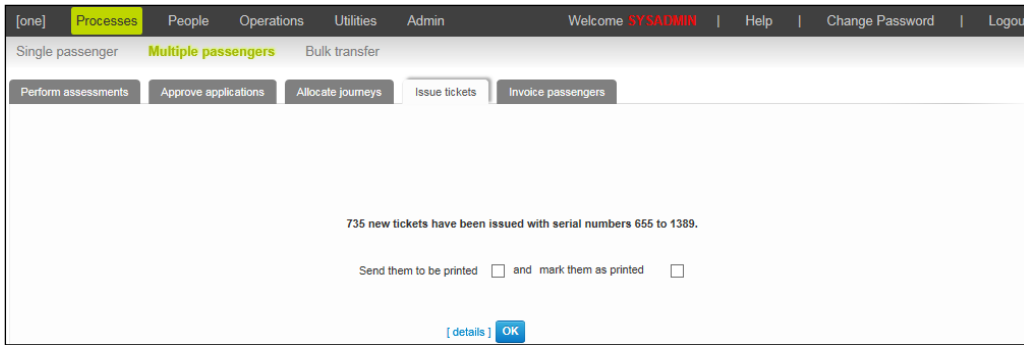 [one] Processes People Operations Utilities Admin Welcome SYSADMIN | Help | Change Password | Logou
Single passenger Multiple passengers Bulk transfer
Perform assessments Approve applications Allocate journeys Issue tickets Invoice passengers
735 new tickets have been issued with serial numbers 655 to 1389.
Send them to be printed and mark them as printed
[ details ] OK